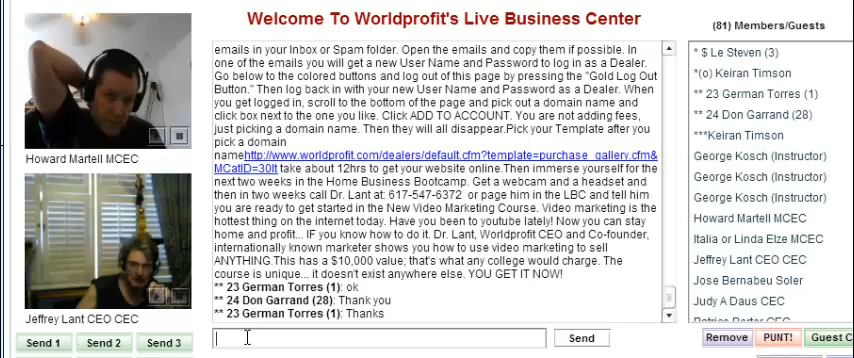 Welcome To Worldprofit's Live Business Center
Howard Martell MCEC
Jeffrey Lant CEO CEC
Send 1 Send 2 Send 3
emails in your Inbox or Spam folder. Open the emails and copy them if possible. In
one of the emails you will get a new User Name and Password to log in as a Dealer.
Go below to the colored buttons and log out of this page by pressing the "Gold Log Out
Button." Then log back in with your new User Name and Password as a Dealer. When
you get logged in, scroll to the bottom of the page and pick out a domain name and
click box next to the one you like. Click ADD TO ACCOUNT. You are not adding fees,
just picking a domain name. Then they will all disappear.Pick your Template after you
pick a domain
namehttp://www.worldprofit.com/dealers/default.cfm?template=purchase_gallery.cfm&
MCatID=30It take about 12hrs to get your website online.Then immerse yourself for the
next two weeks in the Home Business Bootcamp. Get a webcam and a headset and
then in two weeks call Dr. Lant at: 617-547-6372 or page him in the LBC and tell him
you are ready to get started in the New Video Marketing Course. Video marketing is the
hottest thing on the internet today. Have you been to youtube lately! Now you can stay
home and profit... IF you know how to do it. Dr. Lant, Worldprofit CEO and Co-founder,
internationally known marketer shows you how to use video marketing to sell
ANYTHING.This has a $10,000 value; that's what any college would charge. The
course is unique... it doesn't exist anywhere else. YOU GET IT NOW!
** 23 German Torres (1): ok
** 24 Don Garrand (28): Thank you
** 23 German Torres (1): Thanks
Send
(81) Members/Guests
* $ Le Steven (3)
*(o) Keiran Timson
** 23 German Torres (1)
** 24 Don Garrand (28)
***Keiran Timson
George Kosch (Instructor)
George Kosch (Instructor)
George Kosch (Instructor)
Howard Martell MCEC
Italia or Linda Elze MCEC
Jeffrey Lant CEO CEC
Jose Bernabeu Soler
Judy A Daus CEC
Remove PUNT! Guest C